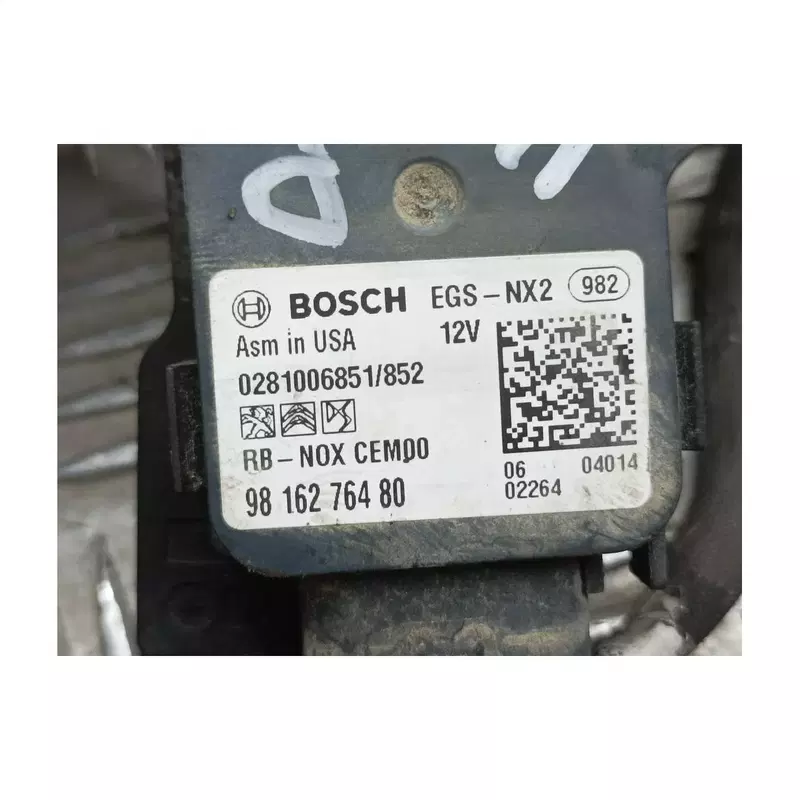 BOSCH EGS-NX2 982
Asm in USA 12V
0281006851/852
RB-NOX CEM00
06 04014
98 162 764 80 02264